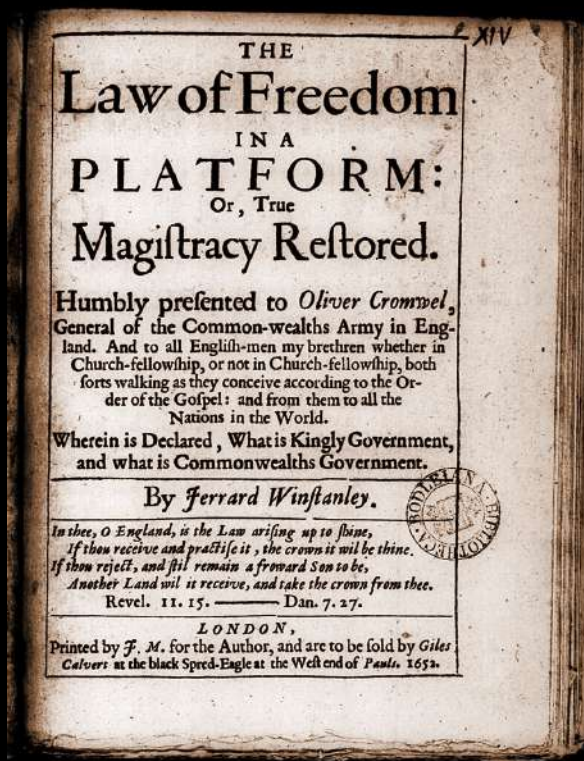 XIV
THE
Law of Freedom
IN A
PLATFORM:
Or, True
Magiſtracy Reſtored.
Humbly preſented to Oliver Cromwel,
General of the Common-wealths Army in Eng-
land. And to all Engliſh-men my brethren whether in
Church-fellowſhip, or not in Church-fellowſhip, both
ſorts walking as they conceive according to the Or-
der of the Goſpel: and from them to all the
Nations in the World.
Wherein is Declared, What is Kingly Government,
and what is Commonwealths Government.
By Jerrard Winſtanley.
In thee, O England, is the Law ariſing up to ſhine,
If thou receive and practiſe it, the crown it wil be thine.
If thou reject, and ſtil remain a froward Son to be,
Another Land wil it receive, and take the crown from thee.
Revel. 11. 15. ——— Dan. 7. 27.
LONDON,
Printed by J. M. for the Author, and are to be ſold by Giles
Calvert at the black Spred-Eagle at the Weſt end of Pauls. 1652.
BODLEIANA BIBLIOTHECA